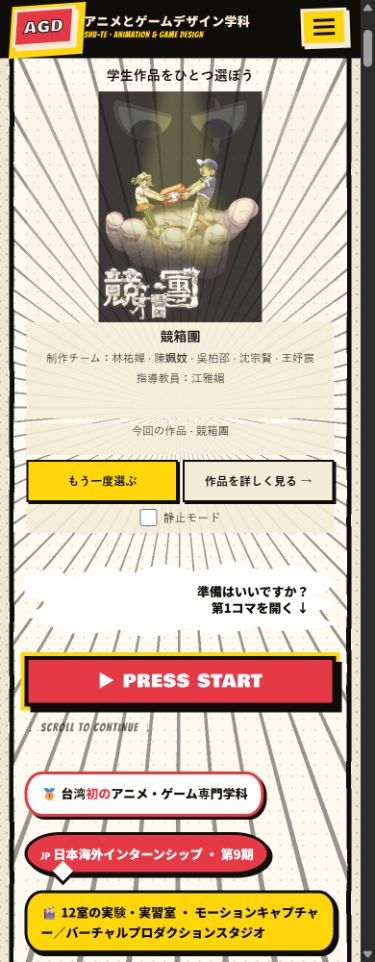 AGD
アニメとゲームデザイン学科
SHU-TE · ANIMATION & GAME DESIGN
学生作品をひとつ選ぼう
競箱團
競箱團
制作チーム：林祐嬋 · 陳姵妏 · 吳柏邵 · 沈宗賢 · 王妤宸
指導教員：江雅媚
今回の作品 · 競箱團
もう一度選ぶ
作品を詳しく見る →
静止モード
準備はいいですか？
第1コマを開く ↓
▶ PRESS START
↓ SCROLL TO CONTINUE ↓
🏅 台湾初のアニメ・ゲーム専門学科
JP 日本海外インターンシップ ・ 第9期
🎬 12室の実験・実習室 ・ モーションキャプチャ
ー／バーチャルプロダクションスタジオ